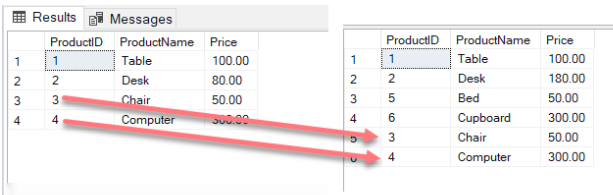 Results Messages
ProductID ProductName Price
1 1 Table 100.00
2 2 Desk 80.00
3 3 Chair 50.00
4 4 Computer 300.00
ProductID ProductName Price
1 1 Table 100.00
2 2 Desk 180.00
3 5 Bed 50.00
4 6 Cupboard 300.00
5 3 Chair 50.00
6 4 Computer 300.00